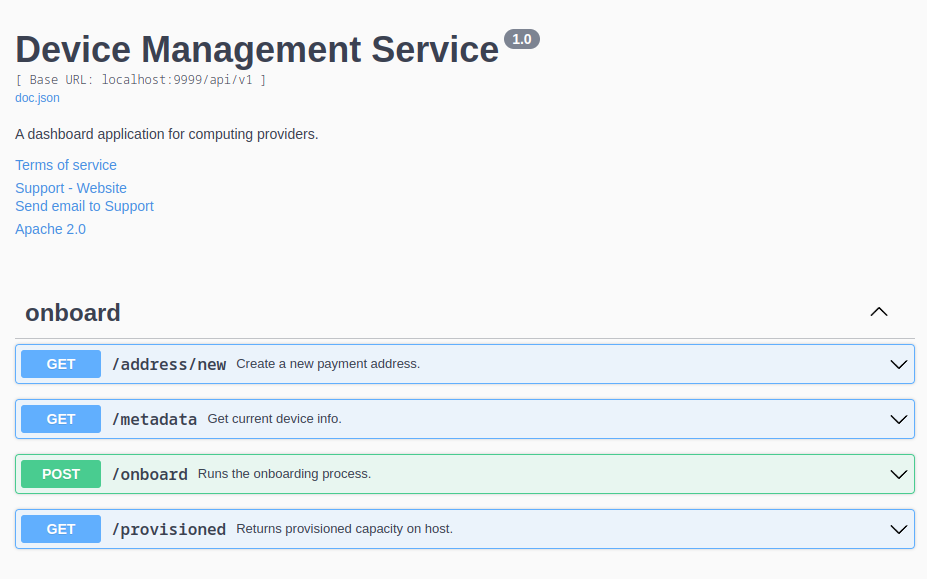 Device Management Service 1.0
[ Base URL: localhost:9999/api/v1 ]
doc.json
A dashboard application for computing providers.
Terms of service
Support - Website
Send email to Support
Apache 2.0
onboard
GET /address/new Create a new payment address.
GET /metadata Get current device info.
POST /onboard Runs the onboarding process.
GET /provisioned Returns provisioned capacity on host.